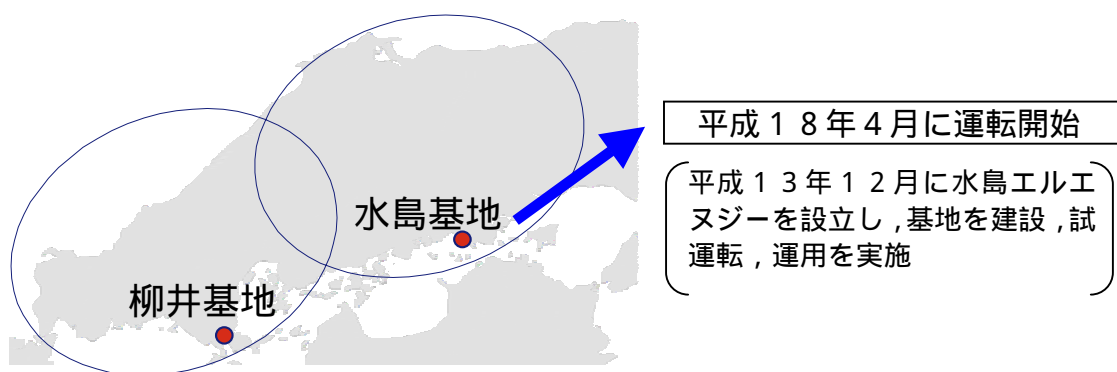 平成18年4月に運転開始
平成13年12月に水島エルエ
ヌジーを設立し,基地を建設,試
運転,運用を実施
水島基地
柳井基地